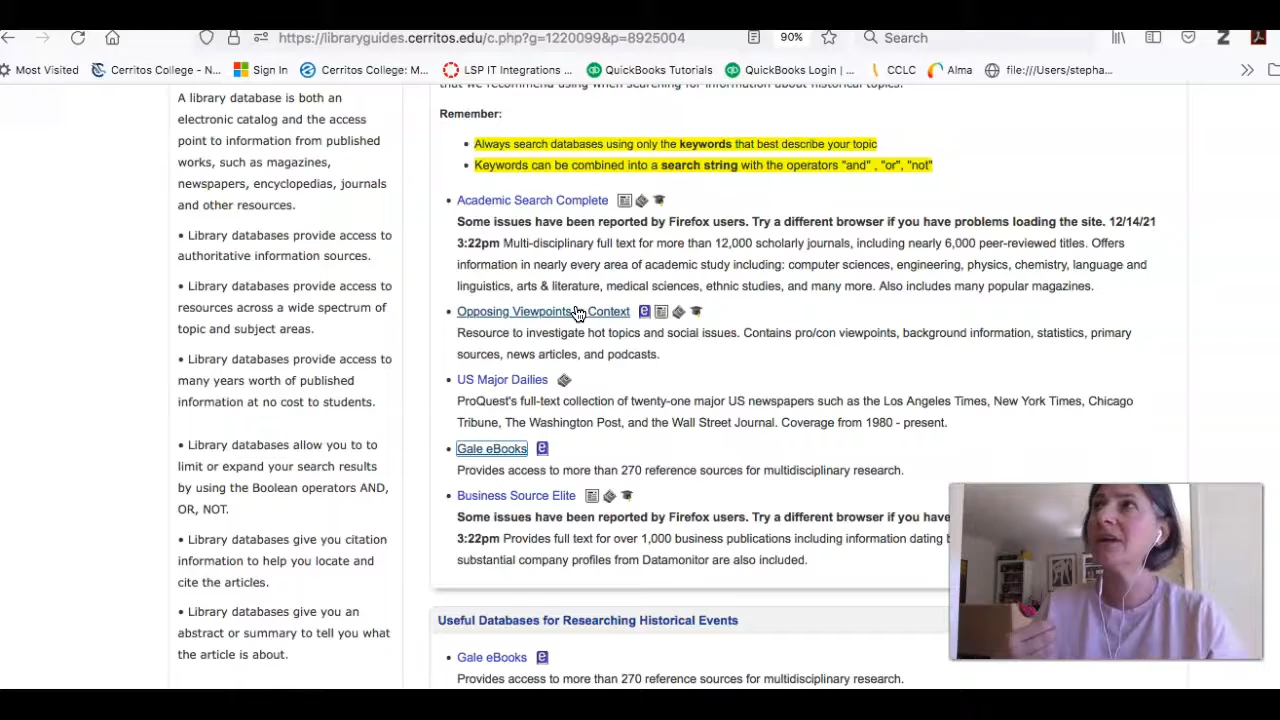 https://libraryguides.cerritos.edu/c.php?g=1220099&p=8925004
90%
Search
Most Visited
Cerritos College - N...
Sign In
Cerritos College: M...
LSP IT Integrations ...
QuickBooks Tutorials
QuickBooks Login | ...
CCLC
Alma
file:///Users/stepha...
A library database is both an
electronic catalog and the access
point to information from published
works, such as magazines,
newspapers, encyclopedias, journals
and other resources.
• Library databases provide access to
authoritative information sources.
• Library databases provide access to
resources across a wide spectrum of
topic and subject areas.
• Library databases provide access to
many years worth of published
information at no cost to students.
• Library databases allow you to to
limit or expand your search results
by using the Boolean operators AND,
OR, NOT.
• Library databases give you citation
information to help you locate and
cite the articles.
• Library databases give you an
abstract or summary to tell you what
the article is about.
that we recommend using when searching for information about historical topics.
Remember:
• Always search databases using only the keywords that best describe your topic
• Keywords can be combined into a search string with the operators "and" , "or", "not"
• Academic Search Complete
Some issues have been reported by Firefox users. Try a different browser if you have problems loading the site. 12/14/21
3:22pm Multi-disciplinary full text for more than 12,000 scholarly journals, including nearly 6,000 peer-reviewed titles. Offers
information in nearly every area of academic study including: computer sciences, engineering, physics, chemistry, language and
linguistics, arts & literature, medical sciences, ethnic studies, and many more. Also includes many popular magazines.
• Opposing Viewpoints Context
Resource to investigate hot topics and social issues. Contains pro/con viewpoints, background information, statistics, primary
sources, news articles, and podcasts.
• US Major Dailies
ProQuest's full-text collection of twenty-one major US newspapers such as the Los Angeles Times, New York Times, Chicago
Tribune, The Washington Post, and the Wall Street Journal. Coverage from 1980 - present.
• Gale eBooks
Provides access to more than 270 reference sources for multidisciplinary research.
• Business Source Elite
Some issues have been reported by Firefox users. Try a different browser if you have
3:22pm Provides full text for over 1,000 business publications including information dating
substantial company profiles from Datamonitor are also included.
Useful Databases for Researching Historical Events
• Gale eBooks
Provides access to more than 270 reference sources for multidisciplinary research.